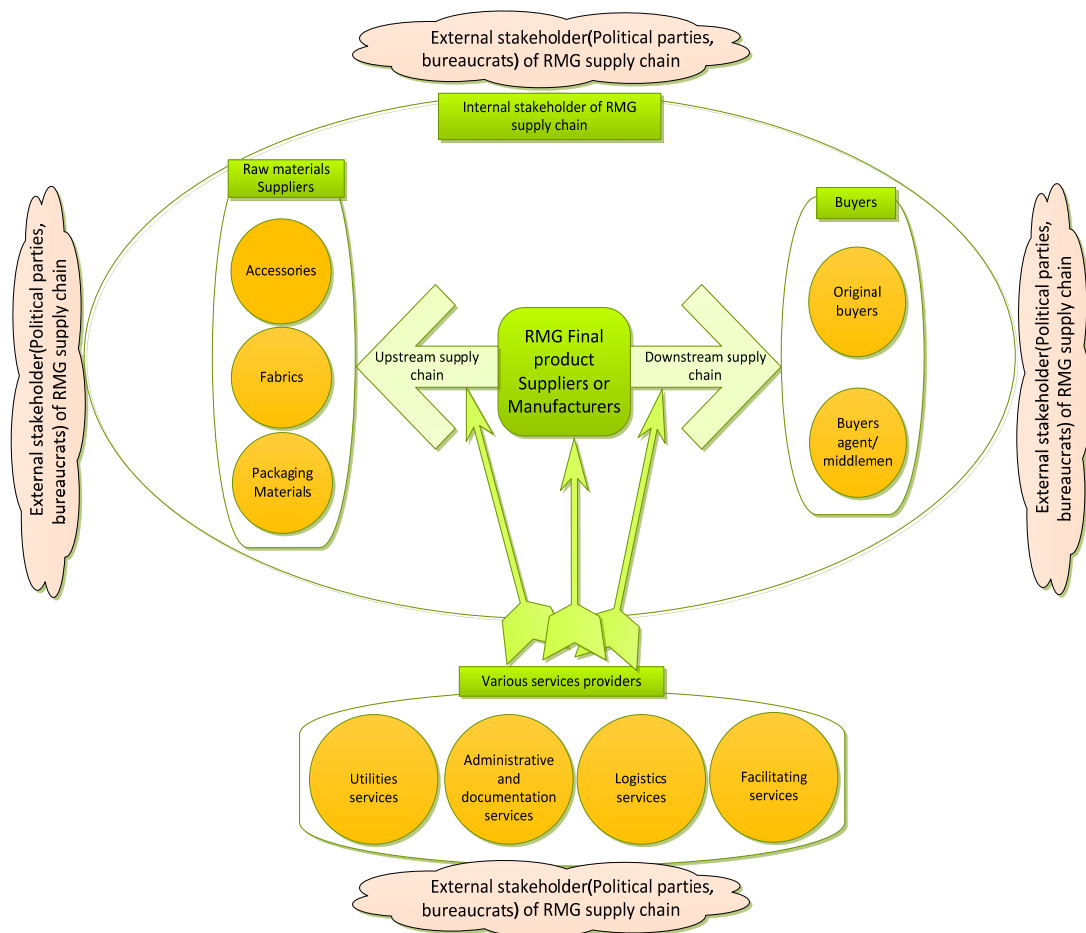 External stakeholder(Political parties,
bureaucrats) of RMG supply chain
Internal stakeholder of RMG
supply chain
Raw materials
Suppliers
Buyers
External stakeholder(Political parties,
bureaucrats) of RMG supply chain
External stakeholder(Political parties,
bureaucrats) of RMG supply chain
Accessories
Original
buyers
Upstream supply
chain
RMG Final
product
Suppliers or
Manufacturers
Downstream supply
chain
Fabrics
Buyers
agent/
middlemen
Packaging
Materials
Various services providers
Utilities
services
Administrative
and
documentation
services
Logistics
services
Facilitating
services
External stakeholder(Political parties,
bureaucrats) of RMG supply chain